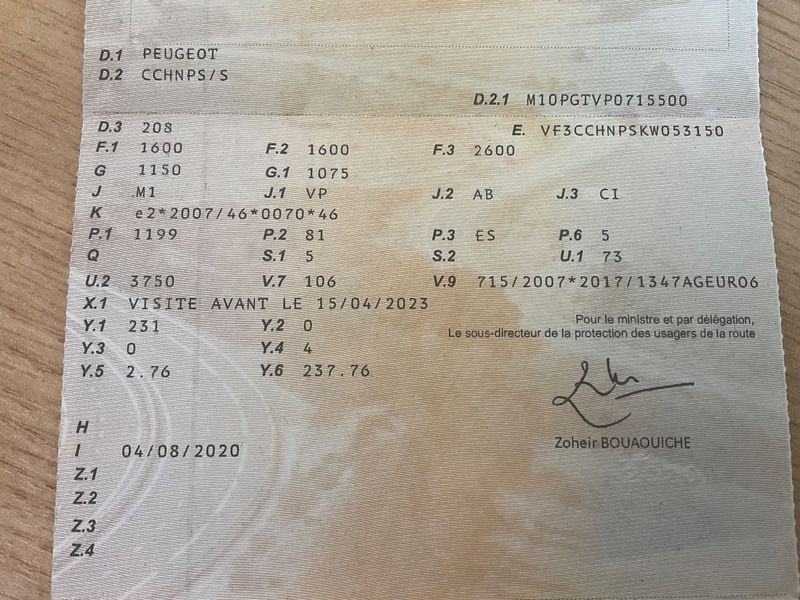 D.1 PEUGEOT
D.2 CCHNPS/S
D.2.1 M10PGTVP0715500
D.3 208 E. VF3CCHNPSKW053150
F.1 1600 F.2 1600 F.3 2600
G 1150 G.1 1075
J M1 J.1 VP J.2 AB J.3 CI
K e2*2007/46*0070*46
P.1 1199 P.2 81 P.3 ES P.6 5
Q S.1 5 S.2 U.1 73
U.2 3750 V.7 106 V.9 715/2007*2017/1347AGEURO6
X.1 VISITE AVANT LE 15/04/2023
Pour le ministre et par délégation,
Y.1 231 Y.2 0 Le sous-directeur de la protection des usagers de la route
Y.3 0 Y.4 4
Y.5 2.76 Y.6 237.76
H
Zoheir BOUAOUICHE
I 04/08/2020
Z.1
Z.2
Z.3
Z.4